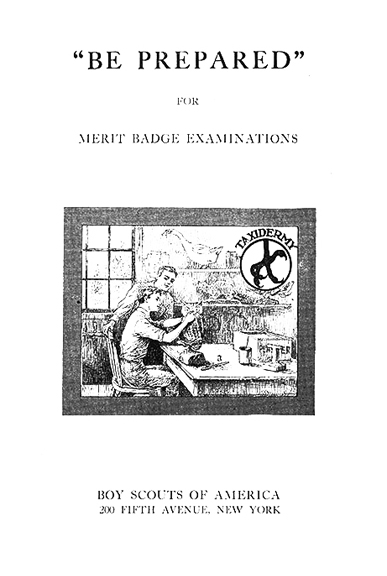 “BE PREPARED”
FOR
MERIT BADGE EXAMINATIONS
TAXIDERMY
BOY SCOUTS OF AMERICA
200 FIFTH AVENUE, NEW YORK